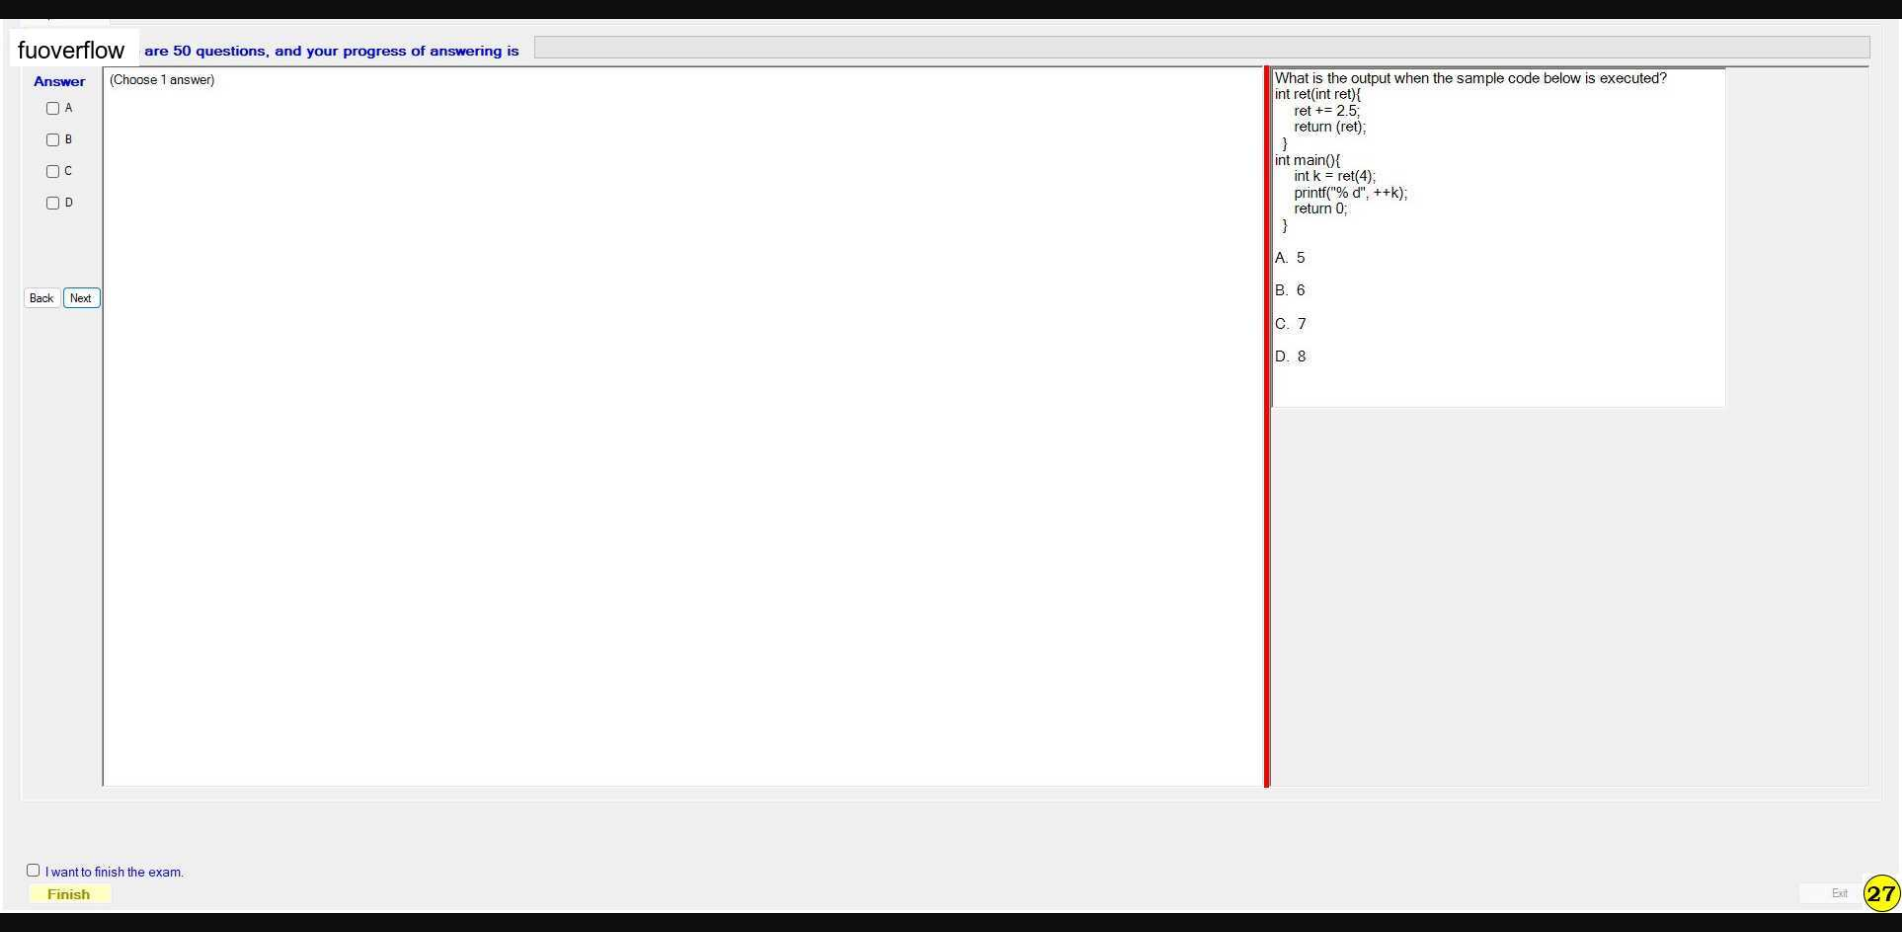 fuoverflow are 50 questions, and your progress of answering is
Answer
(Choose 1 answer)
A
B
C
D
Back Next
What is the output when the sample code below is executed?
int ret(int ret){
ret += 2.5;
return (ret);
}
int main(){
int k = ret(4);
printf("% d", ++k);
return 0;
}
A. 5
B. 6
C. 7
D. 8
I want to finish the exam.
Finish
Exit
27